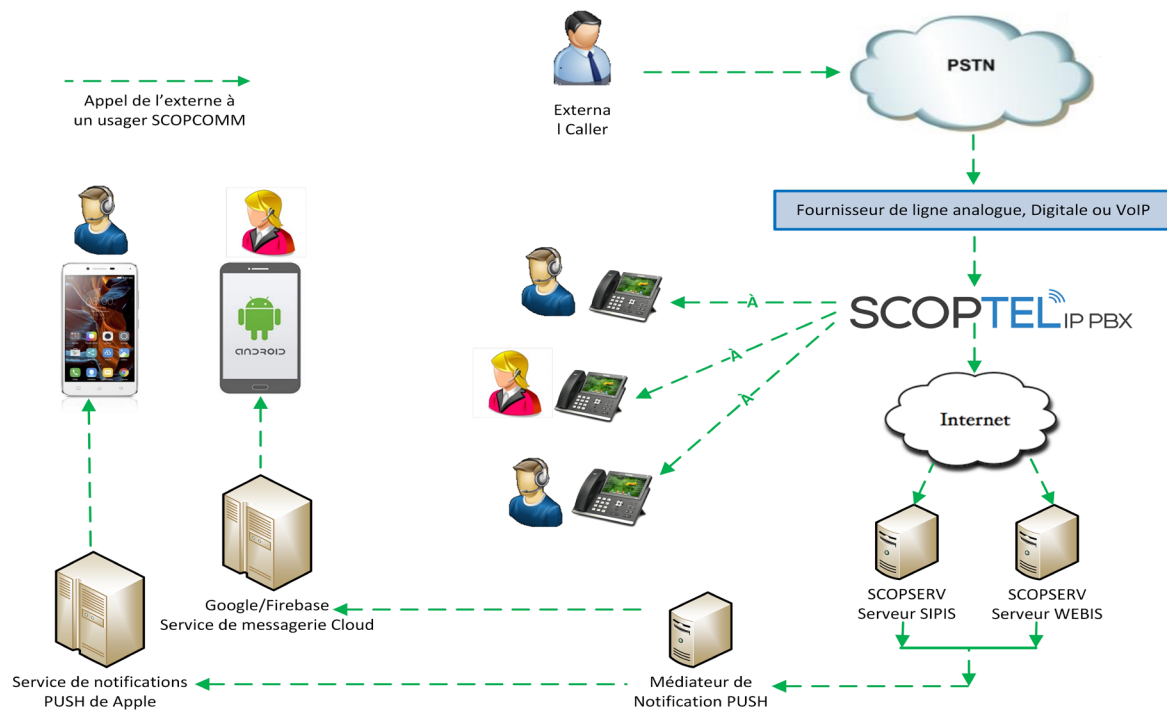 PSTN
Appel de l'externe à
un usager SCOPCOMM
Externa
l Caller
Fournisseur de ligne analogue, Digitale ou VoIP
À
SCOPTEL IP PBX
À
À
ANDROID
Internet
SCOPSERV
Serveur SIPIS
SCOPSERV
Serveur WEBIS
Google/Firebase
Service de messagerie Cloud
Service de notifications
PUSH de Apple
Médiateur de
Notification PUSH